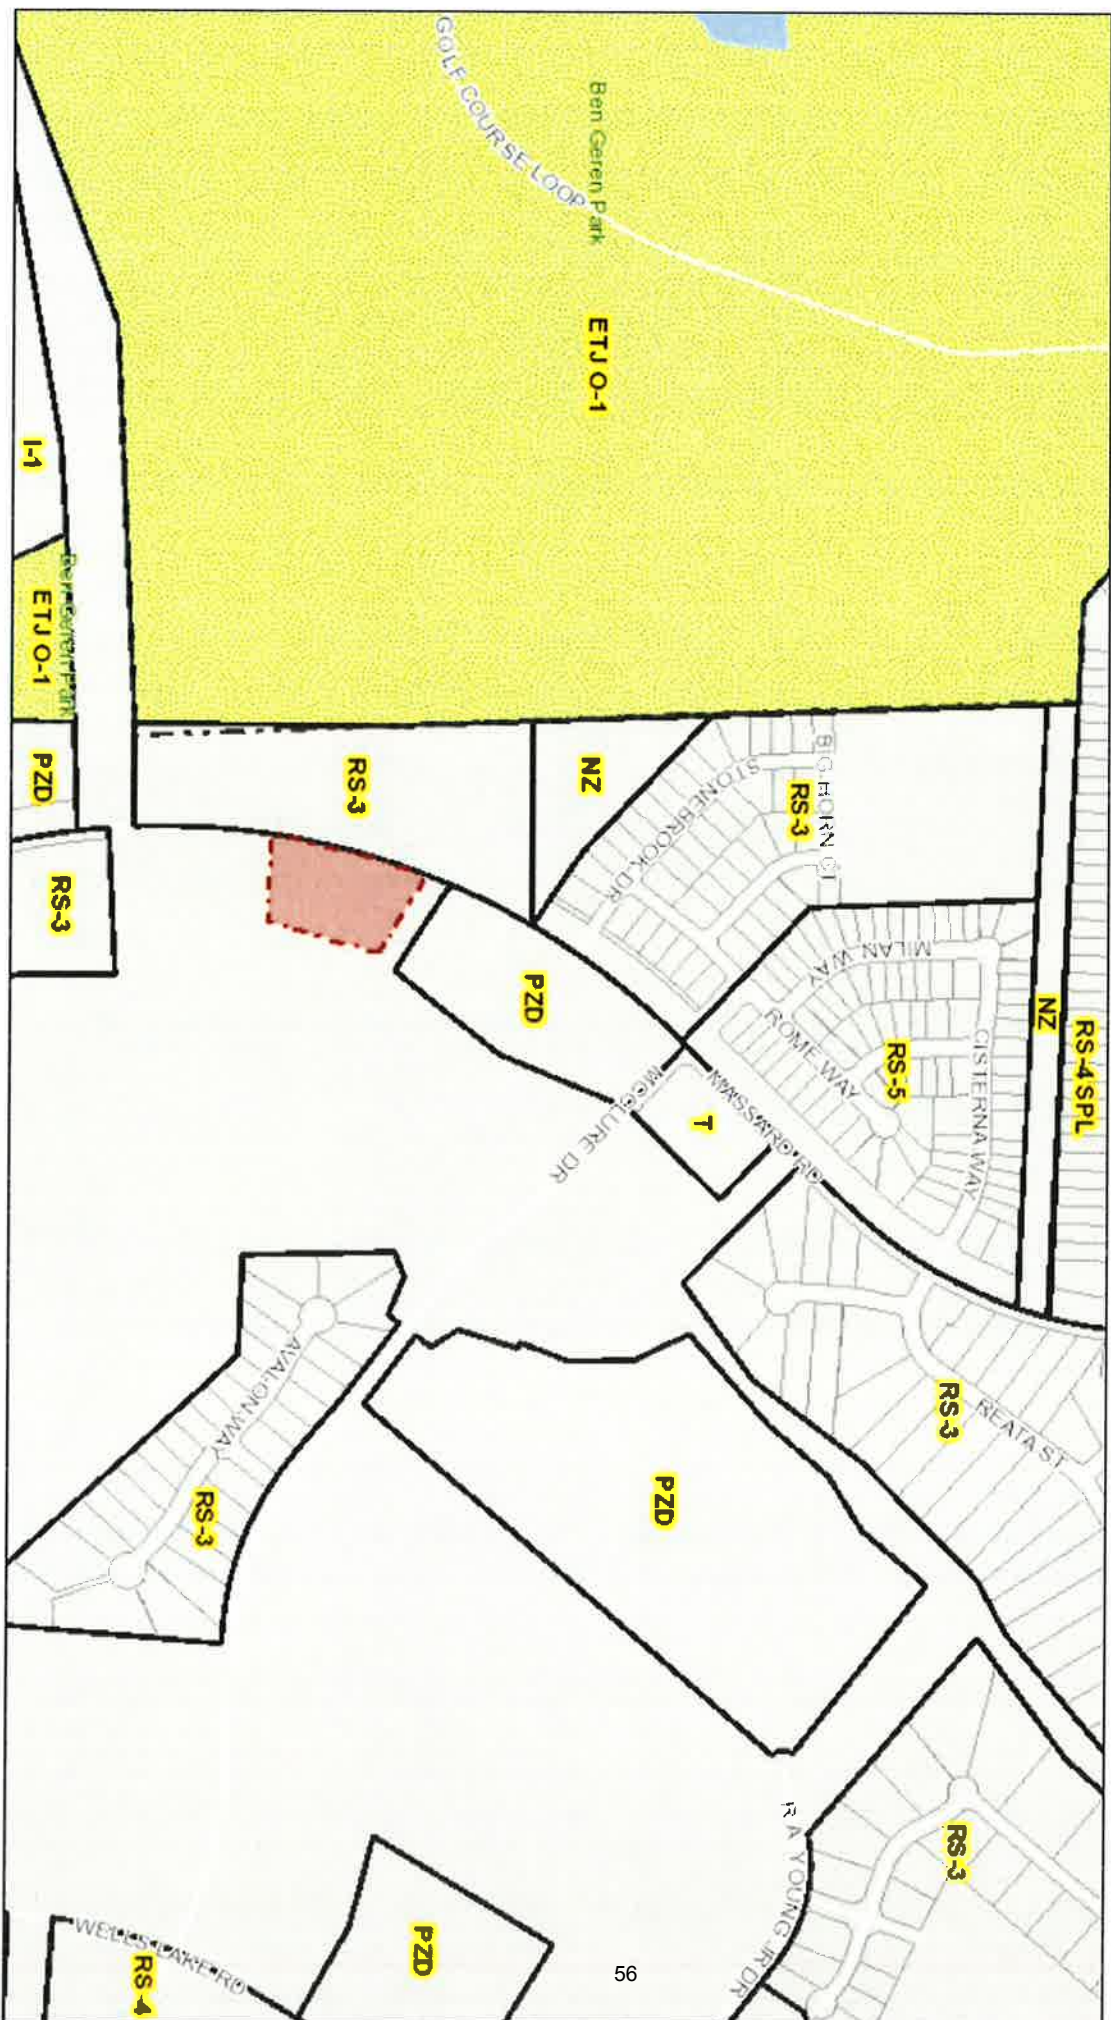 GOLF COURSE LOOP
Ben Geren Park
ETJ O-1
I-1
Ben Geren Park
ETJ O-1
PZD
RS-3
RS-3
NZ
STONEBROOK DR
BIG HORN CT
RS-3
MILAN WAY
ROME WAY
RS-5
CISTERNA WAY
NZ
RS-4 SPL
PZD
MCCLURE DR
T
MASSARD RD
RS-3
REATA ST
AVALON WAY
RS-3
PZD
R A YOUNG JR DR
RS-3
PZD
WELLS LAKE RD
RS-4
56